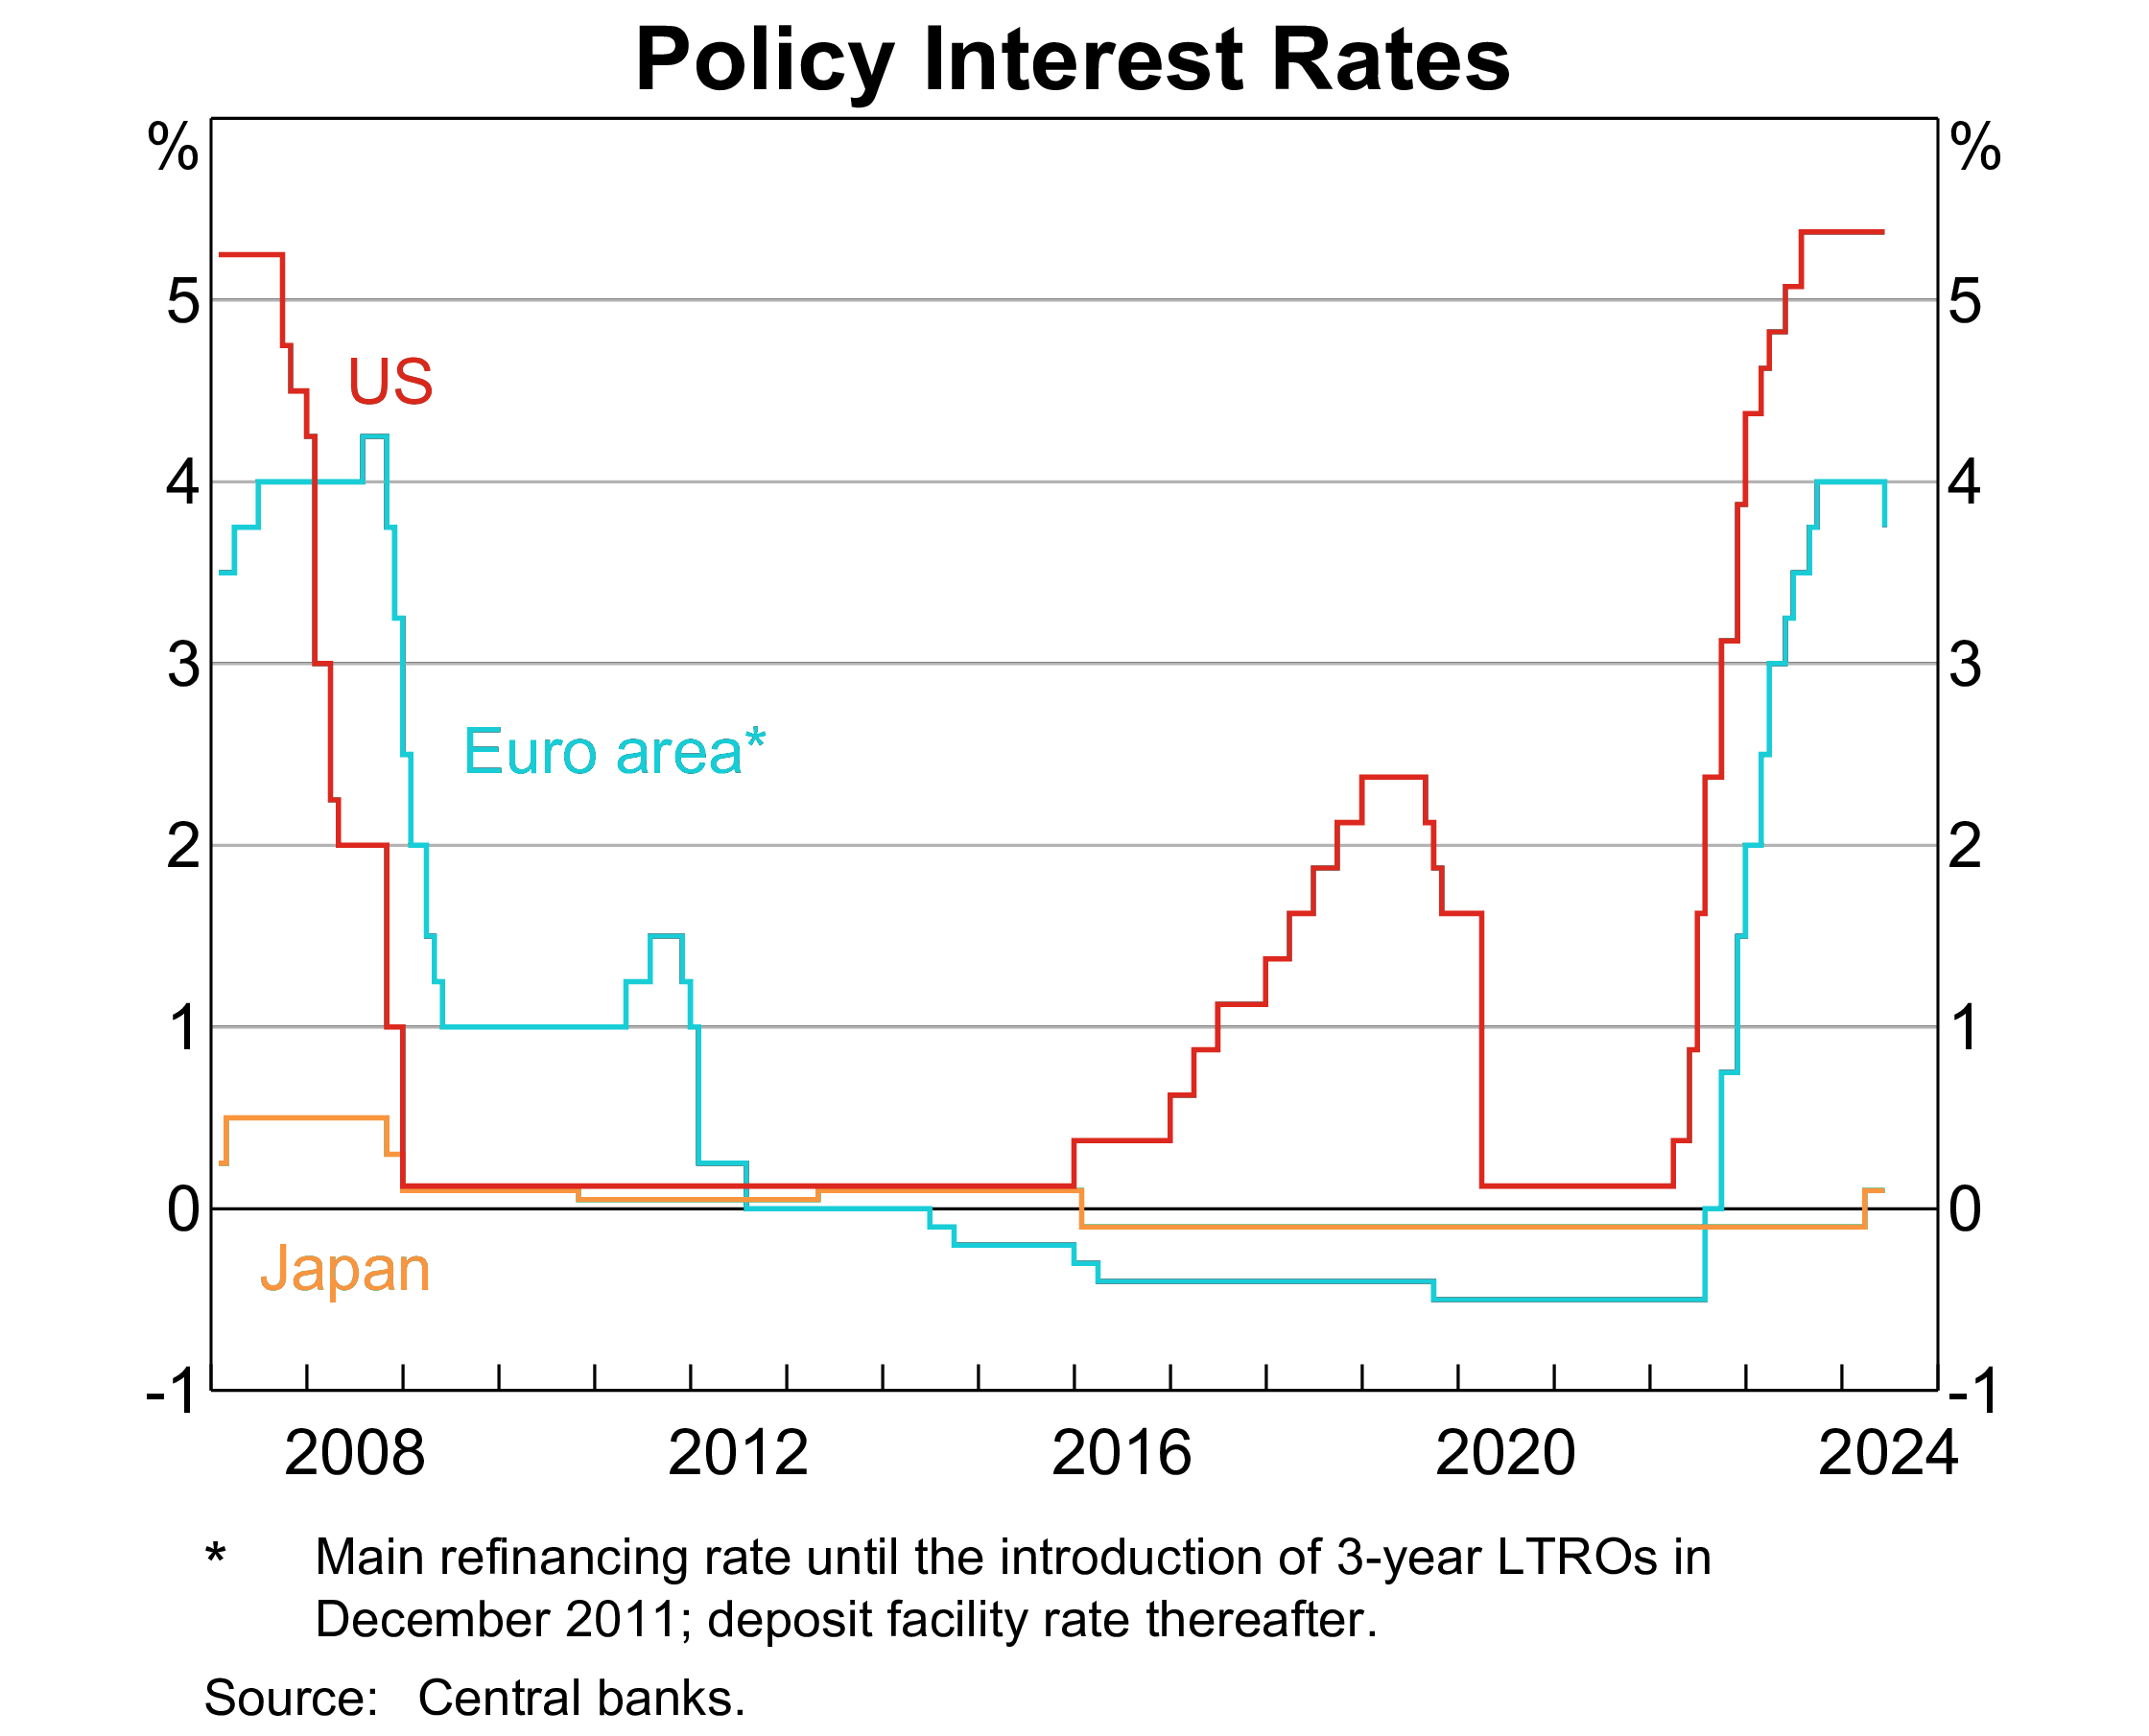 Policy Interest Rates
% %
5 5
US
4 4
3 3
Euro area*
2 2
1 1
0 0
Japan
-1 -1
2008 2012 2016 2020 2024
* Main refinancing rate until the introduction of 3-year LTROs in
December 2011; deposit facility rate thereafter.
Source: Central banks.